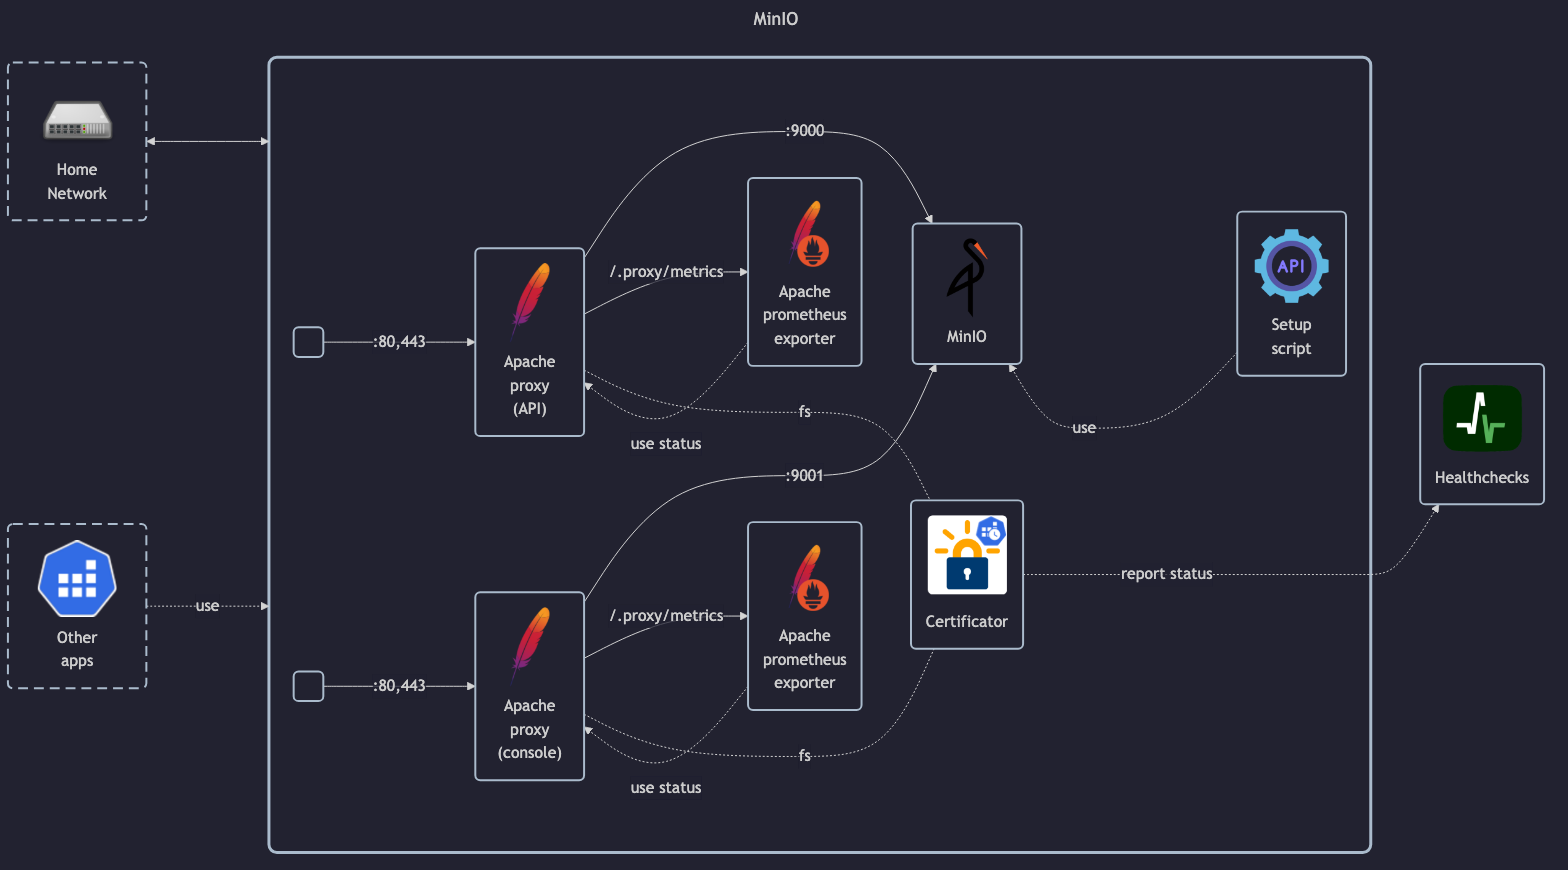 MinIO
Home
Network
:9000
/.proxy/metrics
Apache
prometheus
exporter
MinIO
API
Setup
script
:80,443
Apache
proxy
(API)
use status
fs
use
Healthchecks
:9001
Other
apps
use
/.proxy/metrics
Apache
prometheus
exporter
Certificator
report status
:80,443
Apache
proxy
(console)
use status
fs